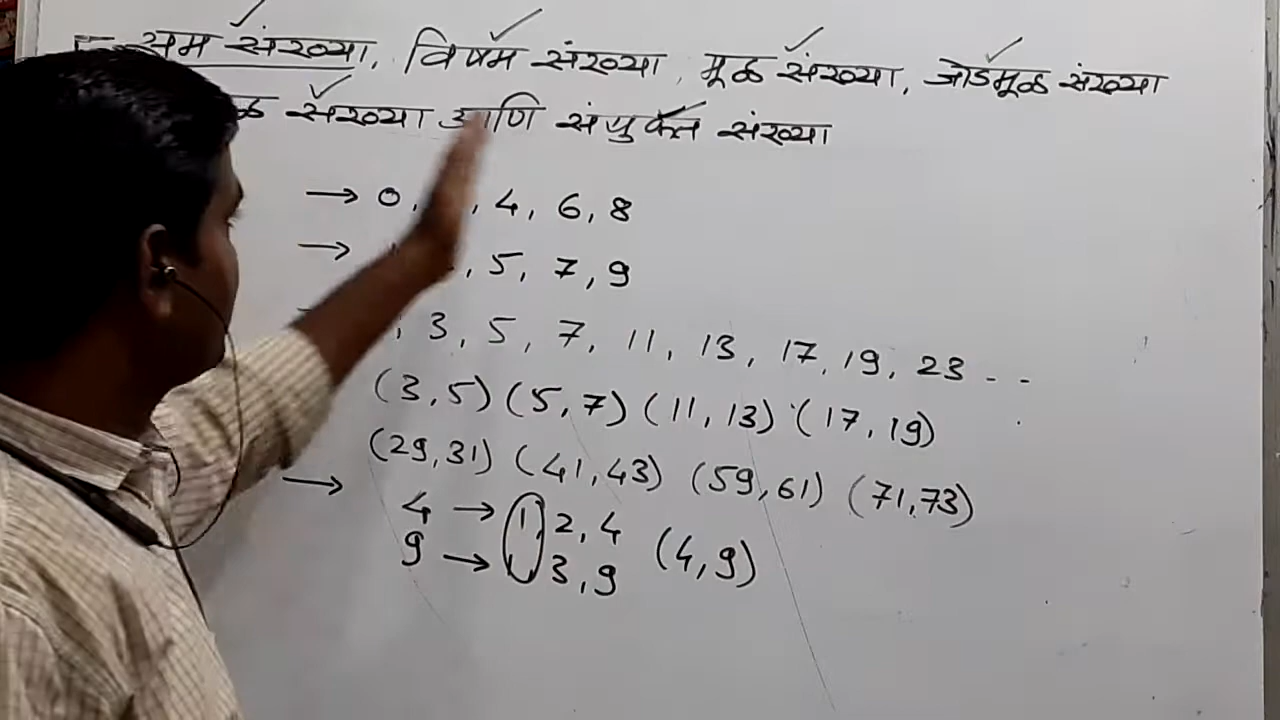 सम संख्या, विषम संख्या, मूळ संख्या, जोडमूळ संख्या
संख्या आणि संयुक्त संख्या
→ 0, , 4, 6, 8
→ , 5, 7, 9
, 3, 5, 7, 11, 13, 17, 19, 23 - -
(3,5) (5,7) (11,13) (17,19)
(29,31) (41,43) (59,61) (71,73)
→ 4 → 1, 2, 4
9 → 1, 3, 9 (4,9)